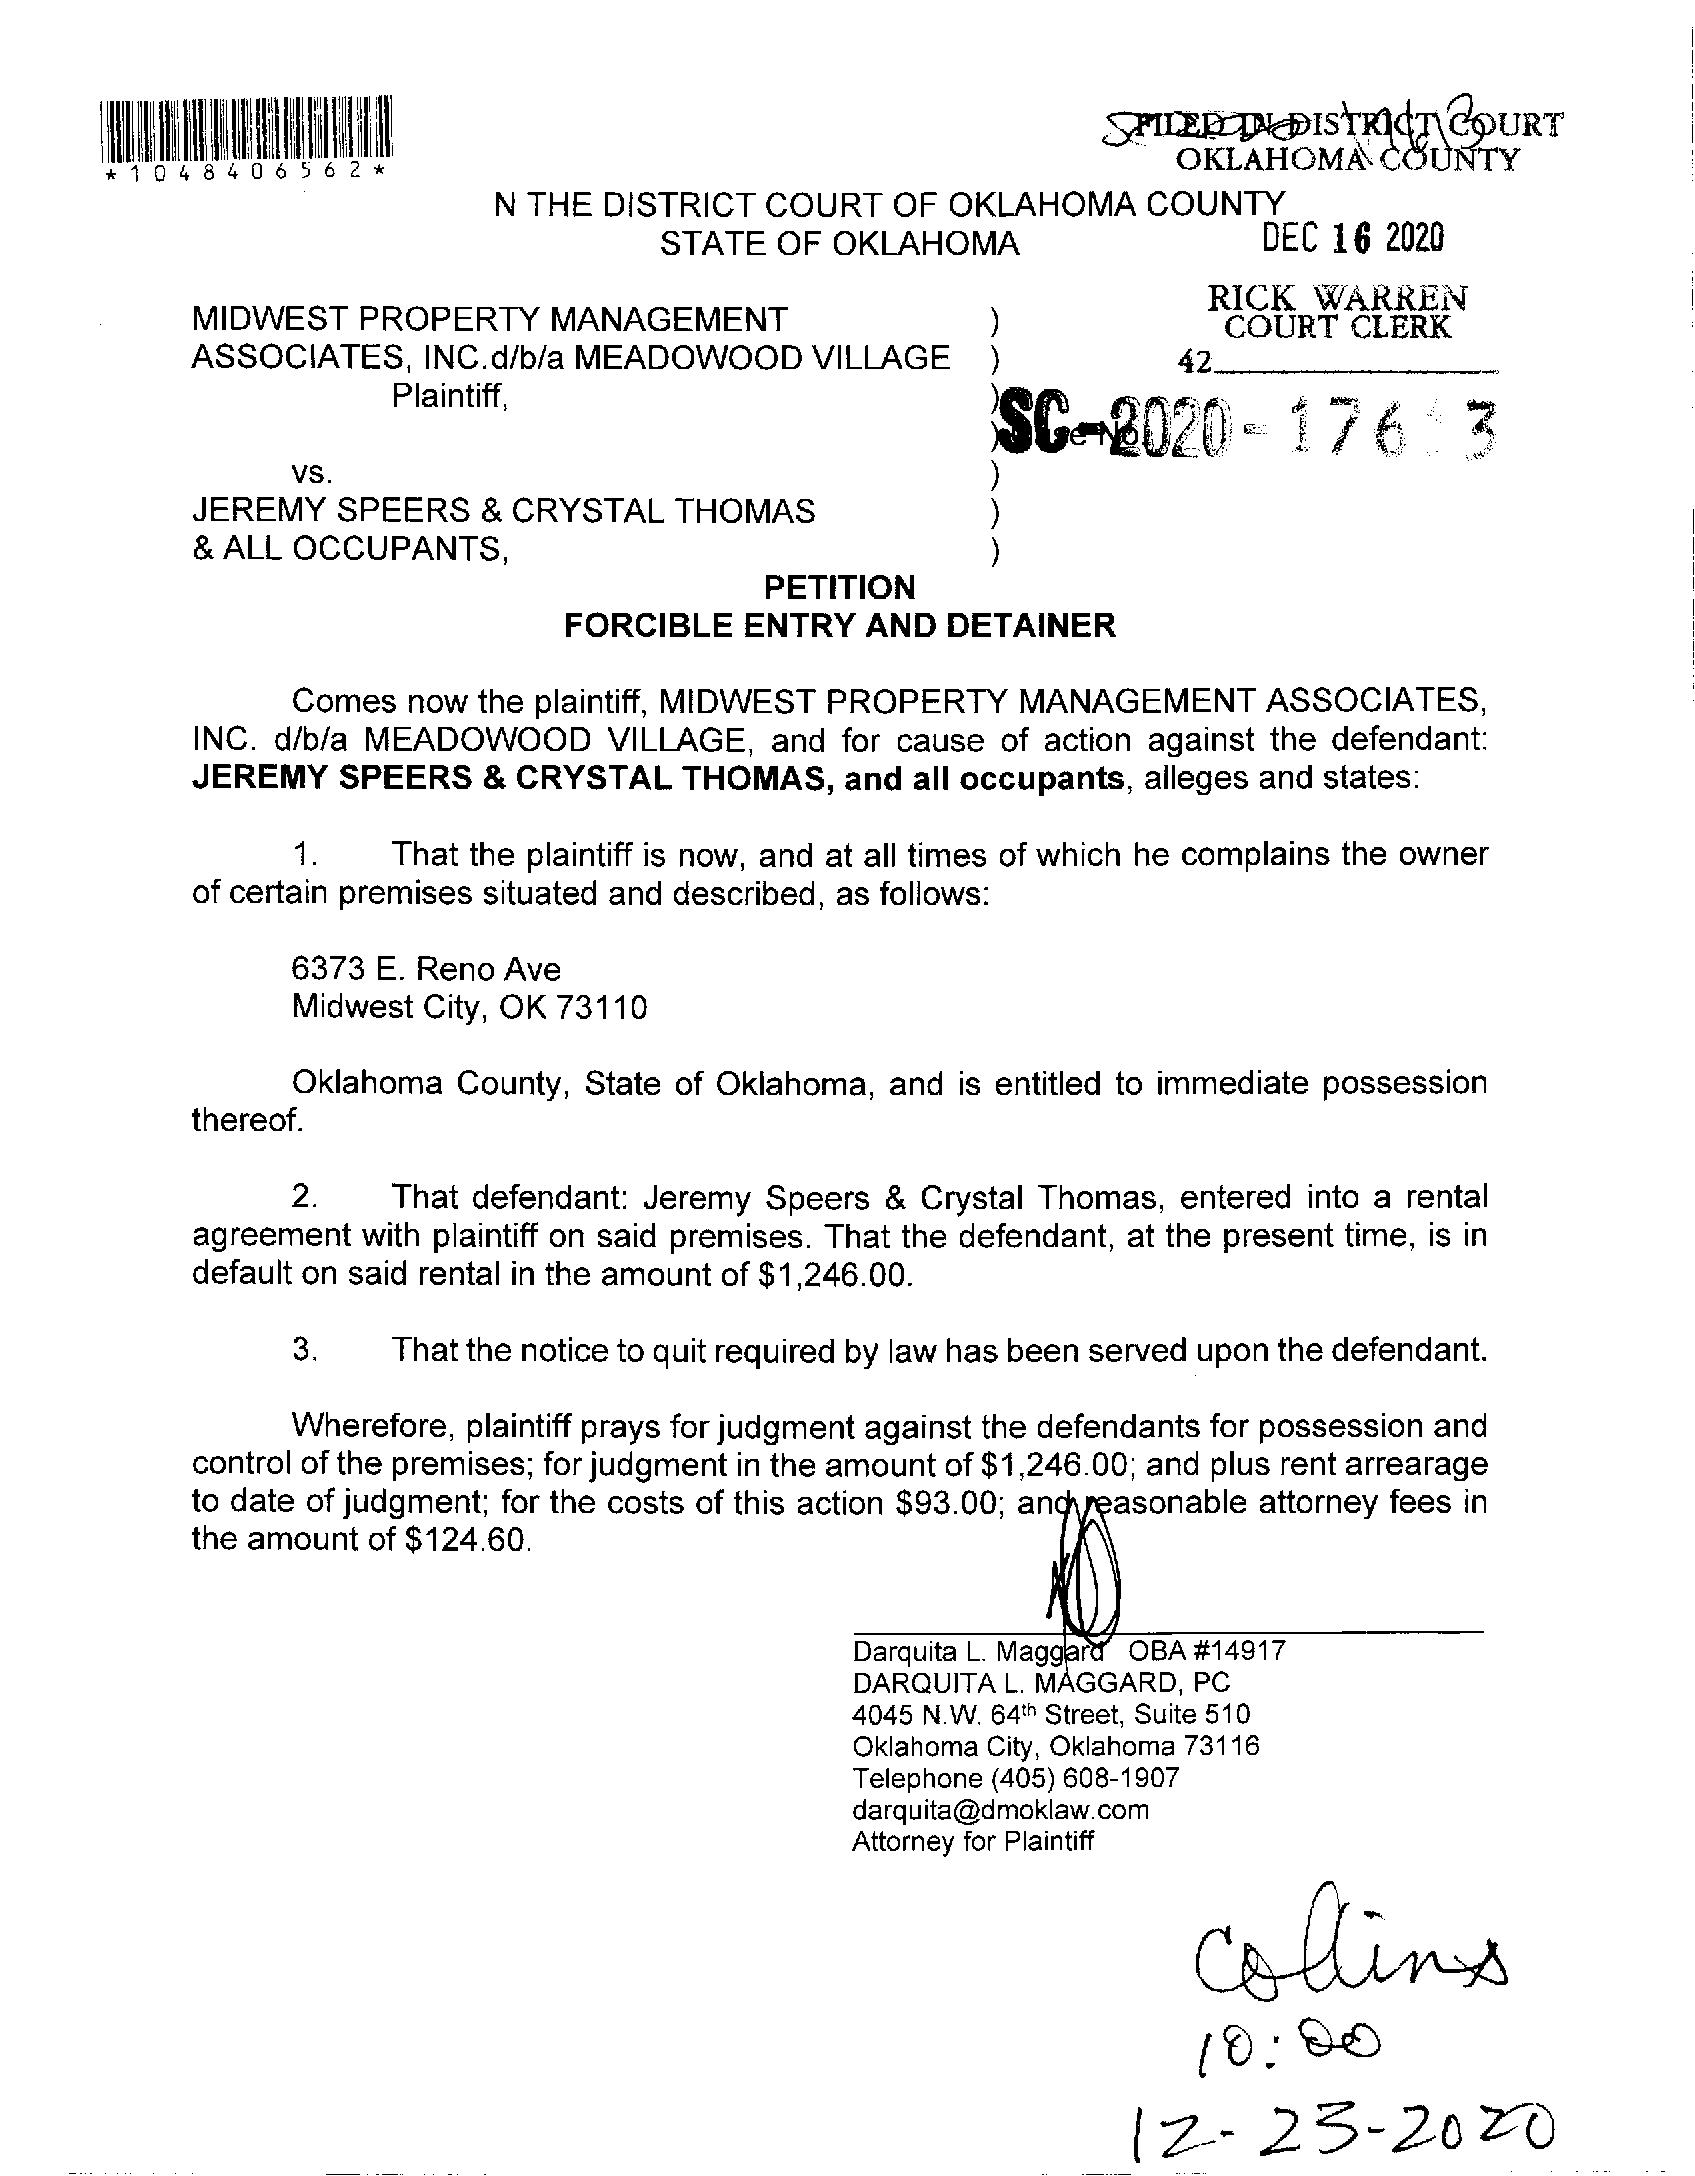 *1048406562*
FILED IN DISTRICT COURT
OKLAHOMA COUNTY
N THE DISTRICT COURT OF OKLAHOMA COUNTY
STATE OF OKLAHOMA
DEC 16 2020
RICK WARREN
COURT CLERK
42
MIDWEST PROPERTY MANAGEMENT )
ASSOCIATES, INC.d/b/a MEADOWOOD VILLAGE )
Plaintiff, )
) SC-2020-
vs. )
JEREMY SPEERS & CRYSTAL THOMAS )
& ALL OCCUPANTS, )
PETITION
FORCIBLE ENTRY AND DETAINER
Comes now the plaintiff, MIDWEST PROPERTY MANAGEMENT ASSOCIATES,
INC. d/b/a MEADOWOOD VILLAGE, and for cause of action against the defendant:
JEREMY SPEERS & CRYSTAL THOMAS, and all occupants, alleges and states:
1. That the plaintiff is now, and at all times of which he complains the owner
of certain premises situated and described, as follows:
6373 E. Reno Ave
Midwest City, OK 73110
Oklahoma County, State of Oklahoma, and is entitled to immediate possession
thereof.
2. That defendant: Jeremy Speers & Crystal Thomas, entered into a rental
agreement with plaintiff on said premises. That the defendant, at the present time, is in
default on said rental in the amount of $1,246.00.
3. That the notice to quit required by law has been served upon the defendant.
Wherefore, plaintiff prays for judgment against the defendants for possession and
control of the premises; for judgment in the amount of $1,246.00; and plus rent arrearage
to date of judgment; for the costs of this action $93.00; and reasonable attorney fees in
the amount of $124.60.
Darquita L. Maggard OBA #14917
DARQUITA L. MAGGARD, PC
4045 N.W. 64th Street, Suite 510
Oklahoma City, Oklahoma 73116
Telephone (405) 608-1907
darquita@dmoklaw.com
Attorney for Plaintiff
Collins
10:00
12-23-2020